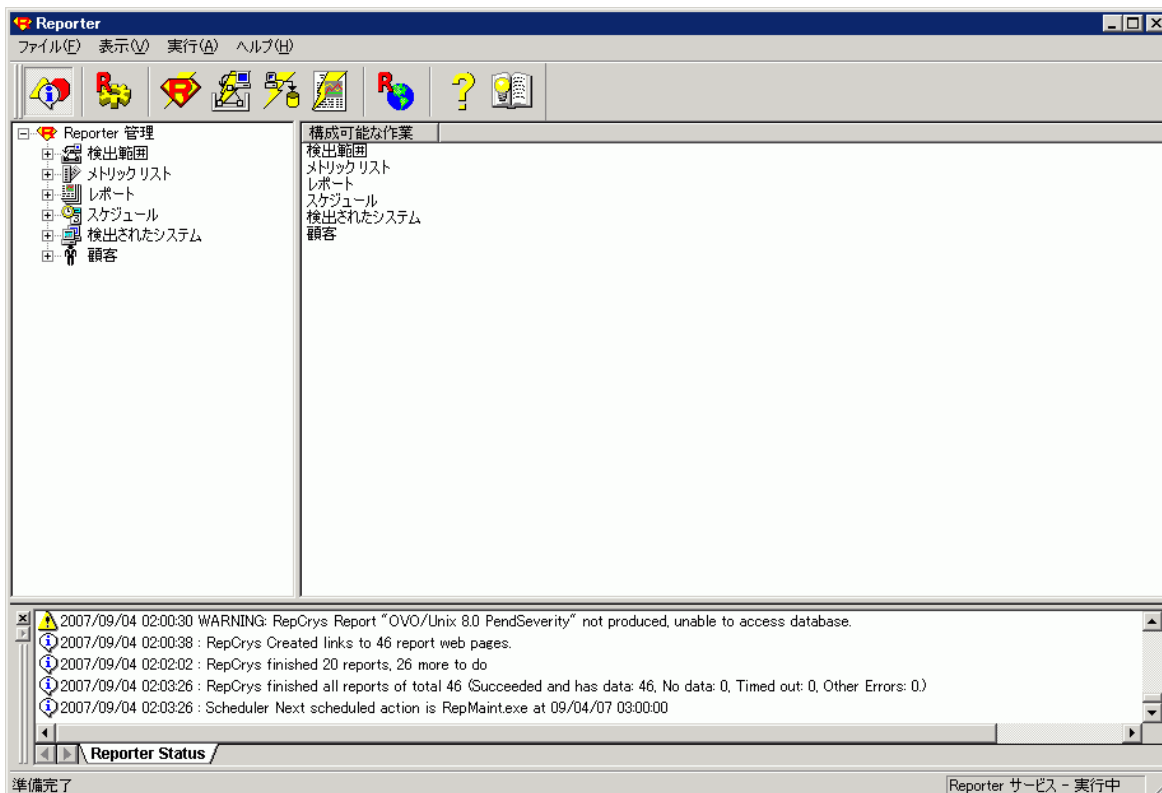 Reporter
ファイル(F) 表示(V) 実行(A) ヘルプ(H)
Reporter 管理
検出範囲
メトリック リスト
レポート
スケジュール
検出されたシステム
顧客
構成可能な作業
検出範囲
メトリック リスト
レポート
スケジュール
検出されたシステム
顧客
2007/09/04 02:00:30 WARNING: RepCrys Report "OVO/Unix 8.0 PendSeverity" not produced, unable to access database.
2007/09/04 02:00:38 : RepCrys Created links to 46 report web pages.
2007/09/04 02:02:02 : RepCrys finished 20 reports, 26 more to do
2007/09/04 02:03:26 : RepCrys finished all reports of total 46 (Succeeded and has data: 46, No data: 0, Timed out: 0, Other Errors: 0.)
2007/09/04 02:03:26 : Scheduler Next scheduled action is RepMaint.exe at 09/04/07 03:00:00
Reporter Status
準備完了
Reporter サービス - 実行中